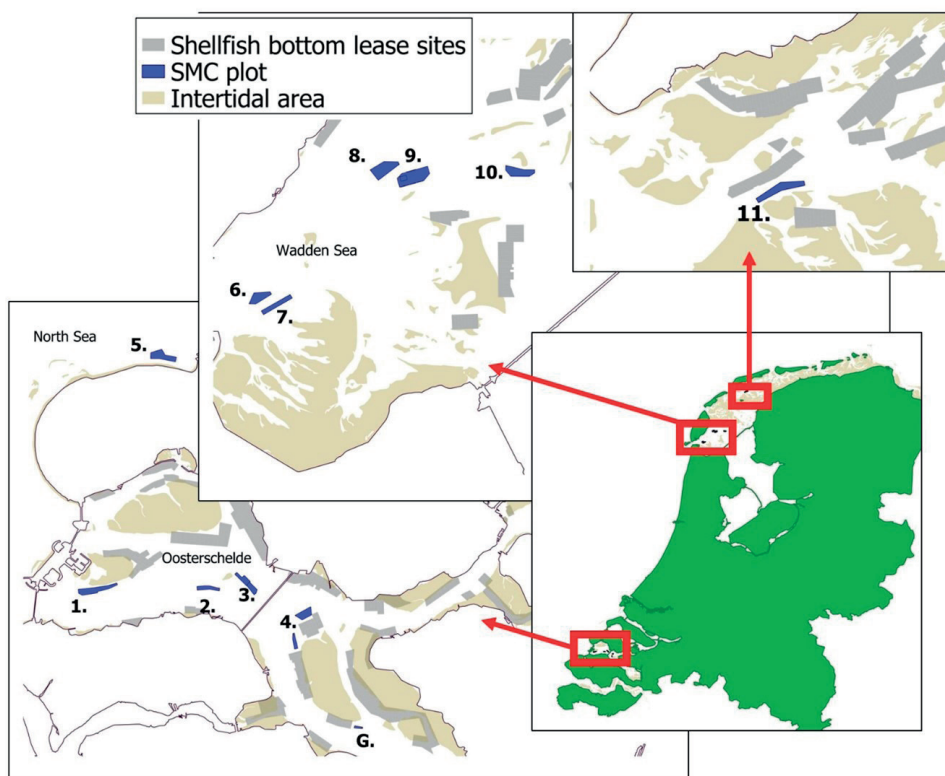 Shellfish bottom lease sites
SMC plot
Intertidal area
8.
9.
10.
11.
Wadden Sea
6.
7.
North Sea
5.
Oosterschelde
1.
2.
3.
4.
G.